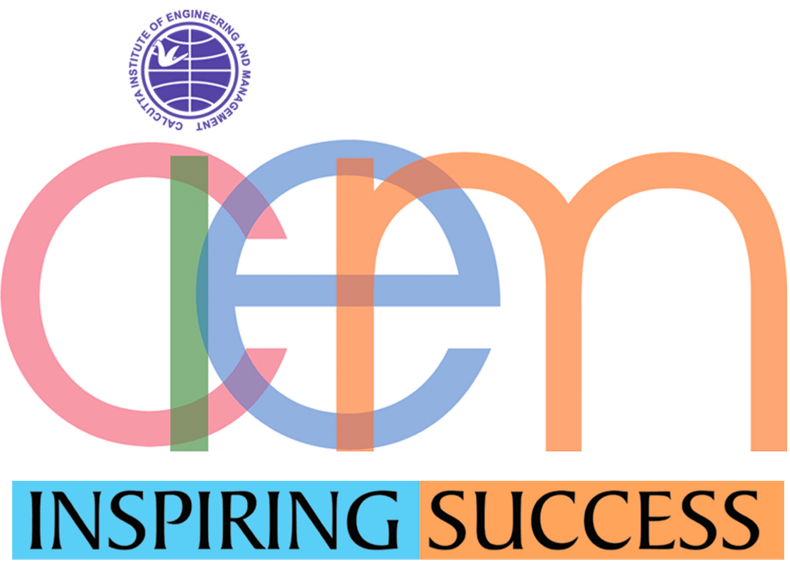 CALCUTTA INSTITUTE OF ENGINEERING AND MANAGEMENT
ciem
INSPIRING SUCCESS